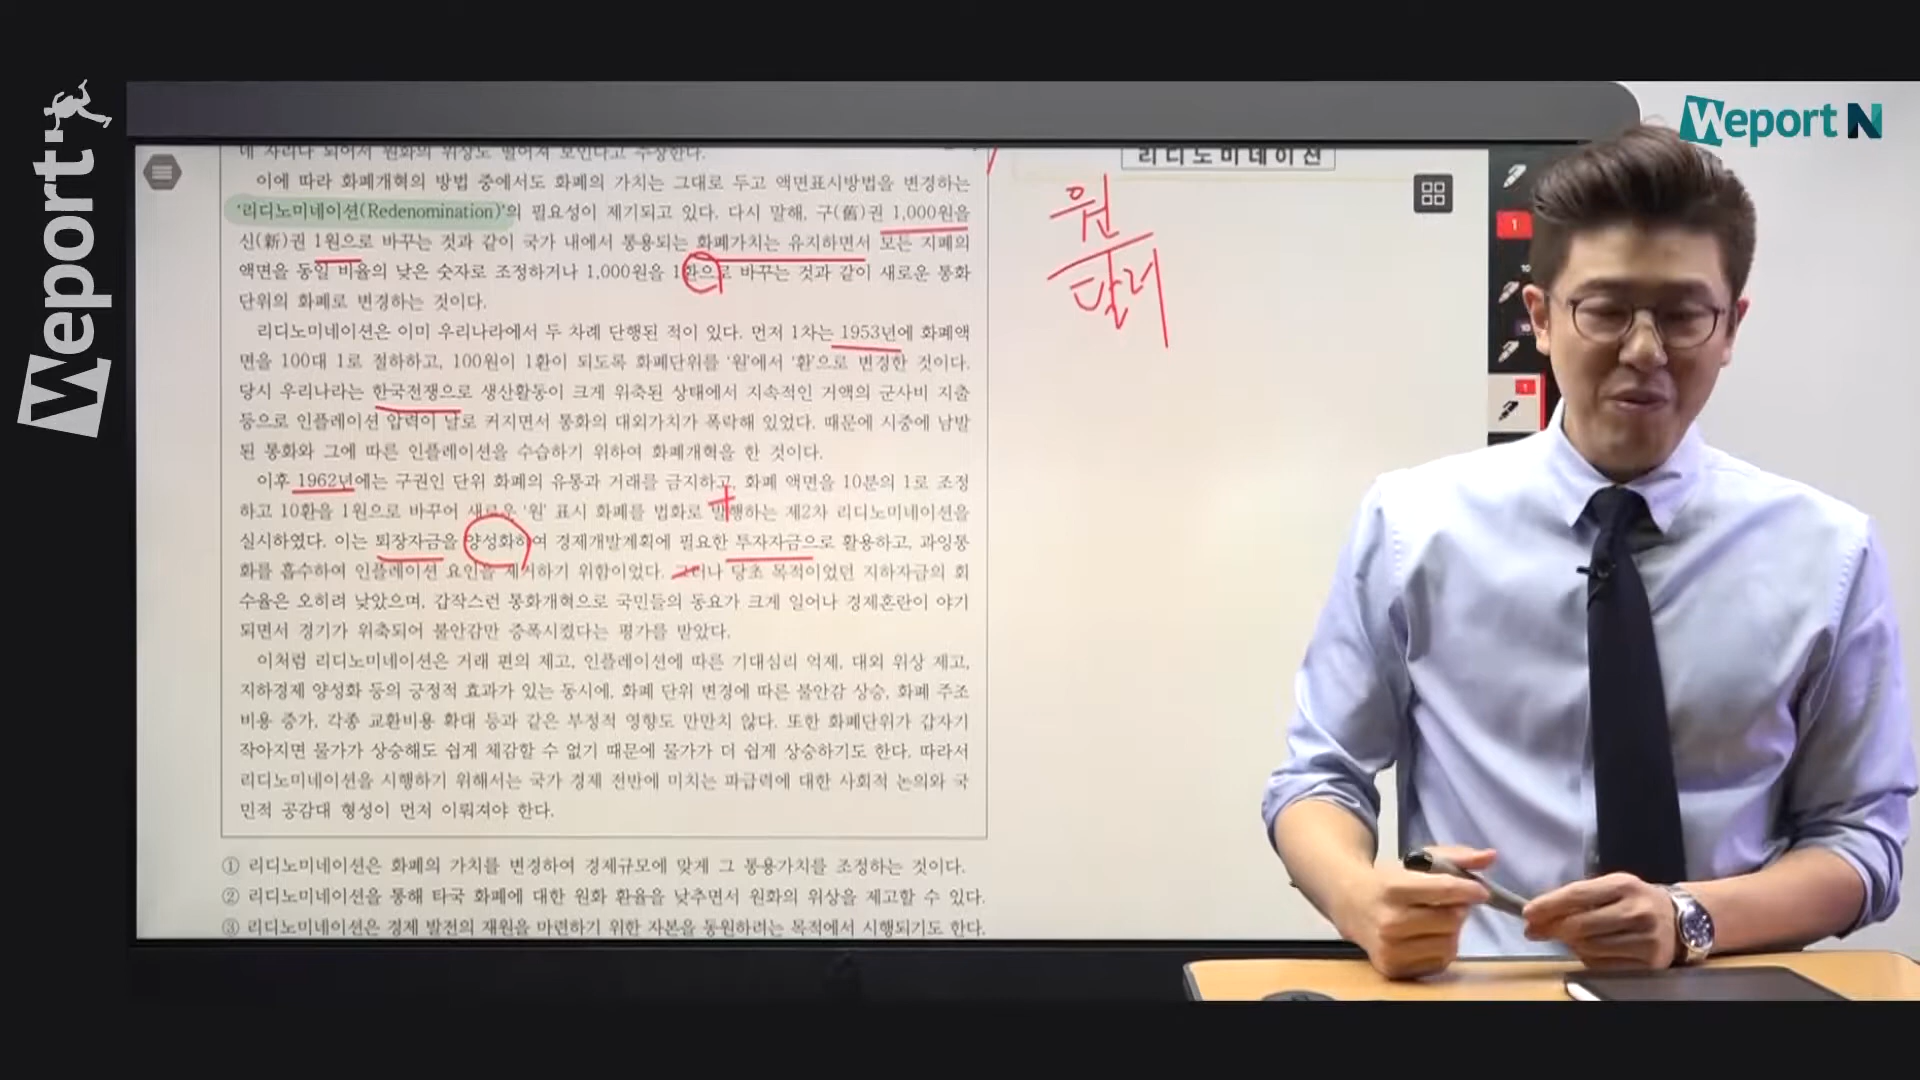 Weport'
Weport N
네 자리나 되어서 원화의 위상도 떨어져 보인다고 주장한다.
이에 따라 화폐개혁의 방법 중에서도 화폐의 가치는 그대로 두고 액면표시방법을 변경하는
'리디노미네이션(Redenomination)'의 필요성이 제기되고 있다. 다시 말해, 구(舊)권 1,000원을
신(新)권 1원으로 바꾸는 것과 같이 국가 내에서 통용되는 화폐가치는 유지하면서 모든 지폐의
액면을 동일 비율의 낮은 숫자로 조정하거나 1,000원을 1환으로 바꾸는 것과 같이 새로운 통화
단위의 화폐로 변경하는 것이다.
리디노미네이션은 이미 우리나라에서 두 차례 단행된 적이 있다. 먼저 1차는 1953년에 화폐액
면을 100대 1로 절하하고, 100원이 1환이 되도록 화폐단위를 '원'에서 '환'으로 변경한 것이다.
당시 우리나라는 한국전쟁으로 생산활동이 크게 위축된 상태에서 지속적인 거액의 군사비 지출
등으로 인플레이션 압력이 날로 커지면서 통화의 대외가치가 폭락해 있었다. 때문에 시중에 남발
된 통화와 그에 따른 인플레이션을 수습하기 위하여 화폐개혁을 한 것이다.
이후 1962년에는 구권인 단위 화폐의 유통과 거래를 금지하고, 화폐 액면을 10분의 1로 조정
하고 10환을 1원으로 바꾸어 새로운 '원' 표시 화폐를 법화로 발행하는 제2차 리디노미네이션을
실시하였다. 이는 퇴장자금을 양성화하여 경제개발계획에 필요한 투자자금으로 활용하고, 과잉통
화를 흡수하여 인플레이션 요인을 제거하기 위함이었다. 그러나 당초 목적이었던 지하자금의 회
수율은 오히려 낮았으며, 갑작스런 통화개혁으로 국민들의 동요가 크게 일어나 경제혼란이 야기
되면서 경기가 위축되어 불안감만 증폭시켰다는 평가를 받았다.
이처럼 리디노미네이션은 거래 편의 제고, 인플레이션에 따른 기대심리 억제, 대외 위상 제고,
지하경제 양성화 등의 긍정적 효과가 있는 동시에, 화폐 단위 변경에 따른 불안감 상승, 화폐 주조
비용 증가, 각종 교환비용 확대 등과 같은 부정적 영향도 만만치 않다. 또한 화폐단위가 갑자기
작아지면 물가가 상승해도 쉽게 체감할 수 없기 때문에 물가가 더 쉽게 상승하기도 한다. 따라서
리디노미네이션을 시행하기 위해서는 국가 경제 전반에 미치는 파급력에 대한 사회적 논의와 국
민적 공감대 형성이 먼저 이뤄져야 한다.
① 리디노미네이션은 화폐의 가치를 변경하여 경제규모에 맞게 그 통용가치를 조정하는 것이다.
② 리디노미네이션을 통해 타국 화폐에 대한 원화 환율을 낮추면서 원화의 위상을 제고할 수 있다.
③ 리디노미네이션은 경제 발전의 재원을 마련하기 위한 자본을 동원하려는 목적에서 시행되기도 한다.
리디노미네이션
원
달러
1
1